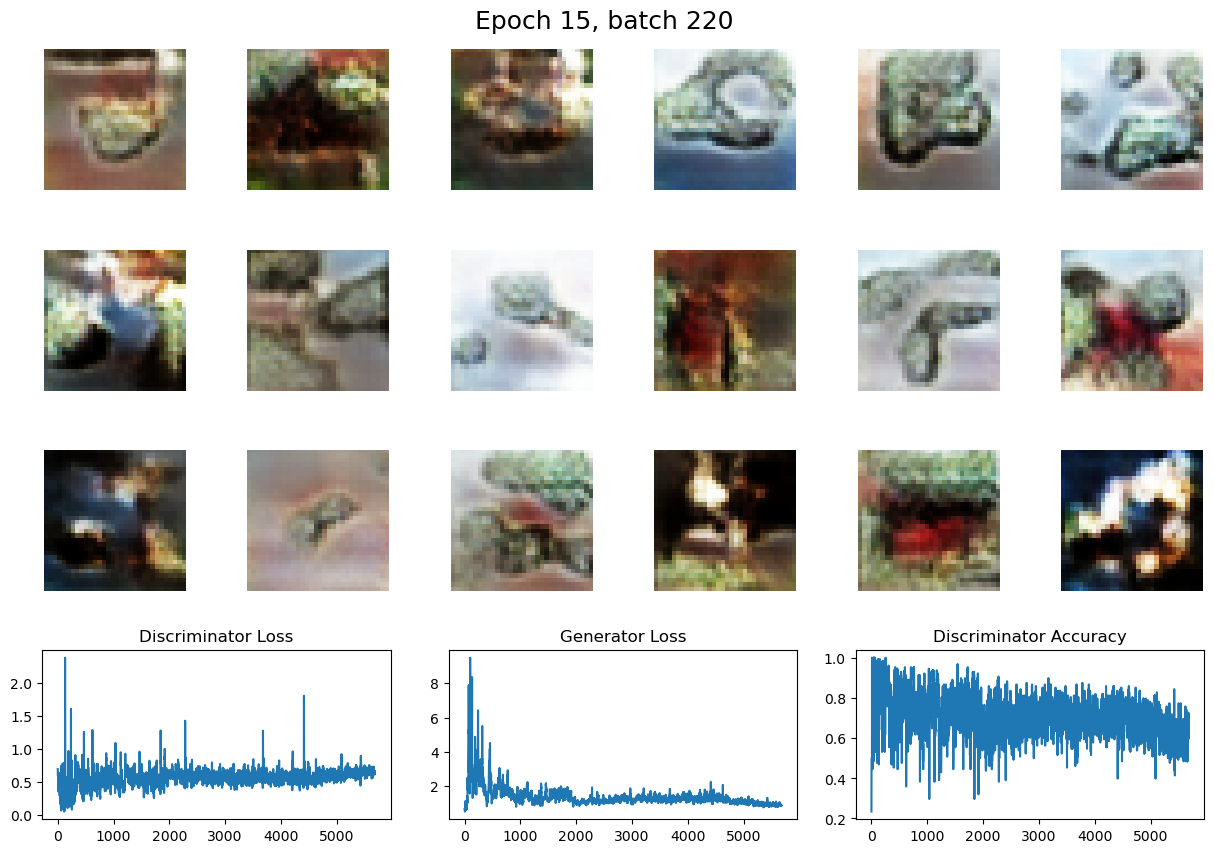 Epoch 15, batch 220
Discriminator Loss
Generator Loss
Discriminator Accuracy
2.0
1.5
1.0
0.5
0.0
0 1000 2000 3000 4000 5000
8
6
4
2
0 1000 2000 3000 4000 5000
1.0
0.8
0.6
0.4
0.2
0 1000 2000 3000 4000 5000